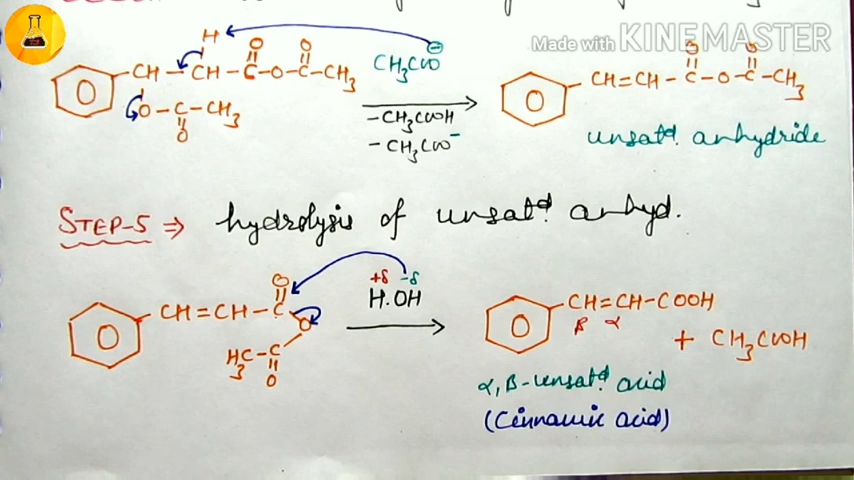 Made with KINEMASTER
H
CH - CH - C - O - C - CH3
O O
CH3COO⊖
O - C - CH3
O
-CH3COOH
-CH3COO⁻
CH=CH - C - O - C - CH3
O O
unsatd. anhydride
STEP-5 ⇒ hydrolysis of unsatd. anhyd.
CH=CH - C
O
O
H3C - C
O
+δ -δ
H.OH
CH=CH-COOH
β α
+ CH3COOH
α,β-unsatd. acid
(Cinnamic acid)